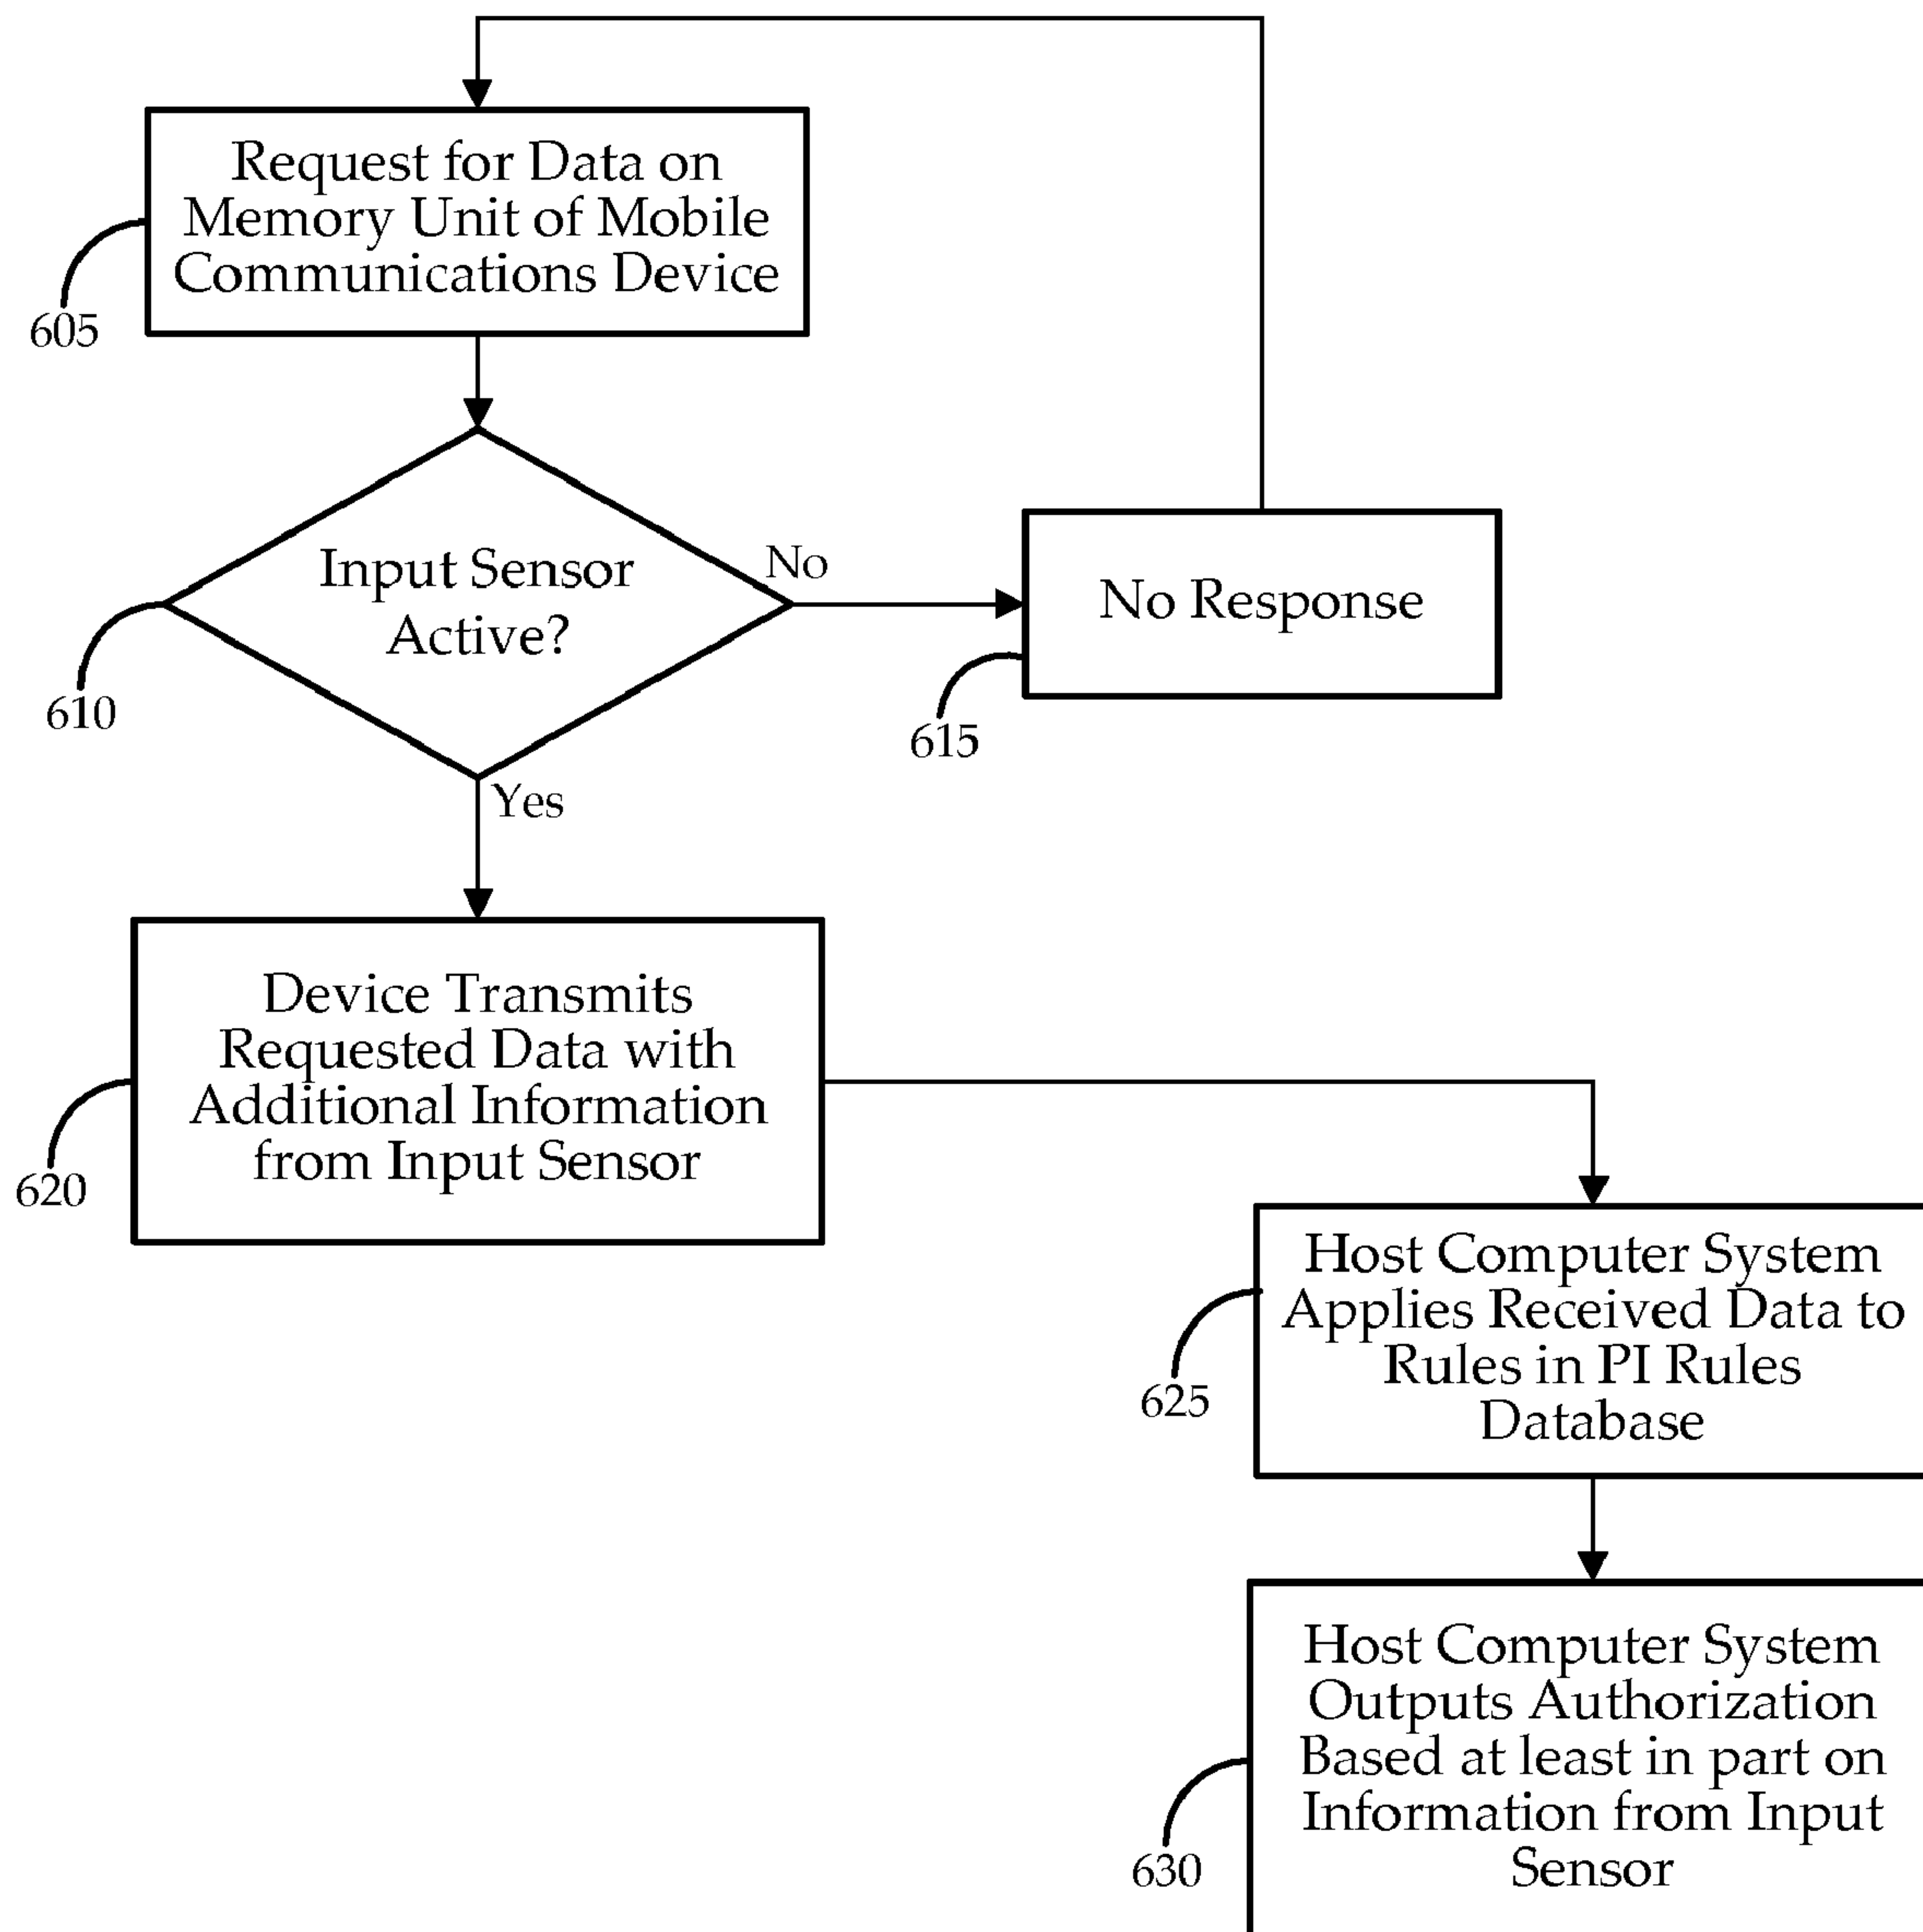 Request for Data on
Memory Unit of Mobile
Communications Device
605
Input Sensor
Active?
No
610
No Response
615
Yes
Device Transmits
Requested Data with
Additional Information
from Input Sensor
620
Host Computer System
Applies Received Data to
Rules in PI Rules
Database
625
Host Computer System
Outputs Authorization
Based at least in part on
Information from Input
Sensor
630